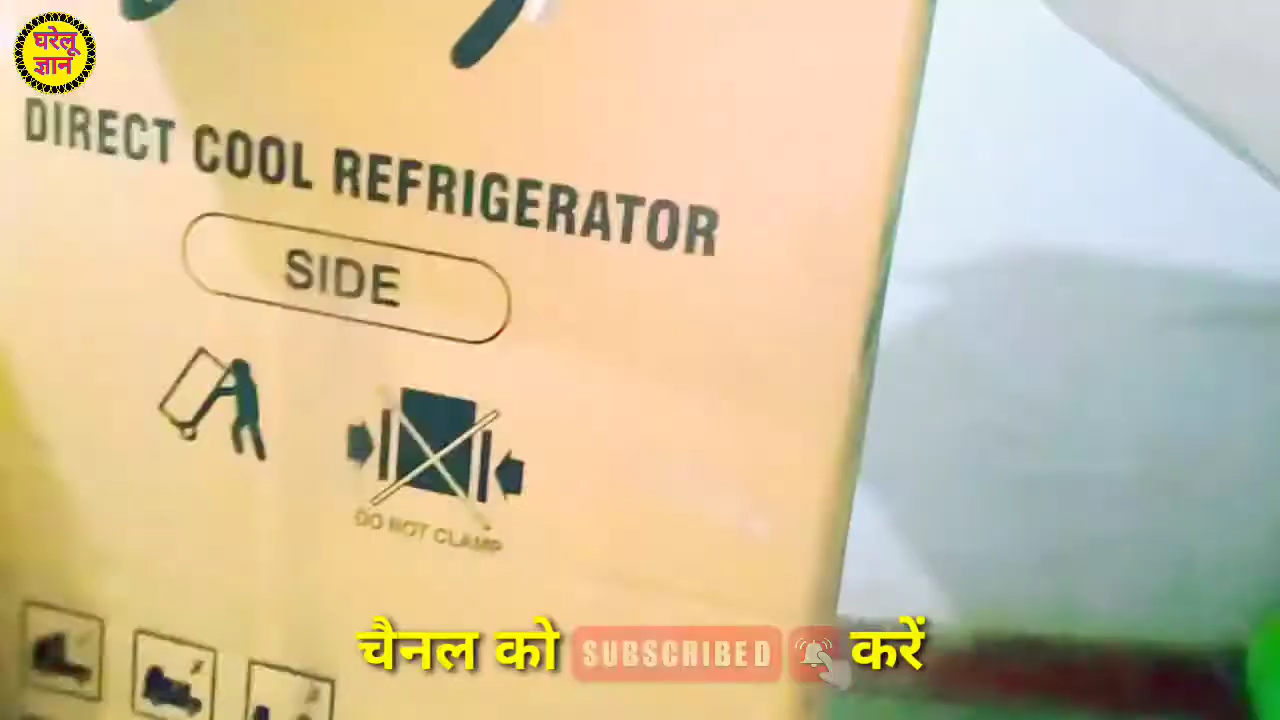 घरेलू
ज्ञान
DIRECT COOL REFRIGERATOR
SIDE
DO NOT CLAMP
चैनल को SUBSCRIBED करें